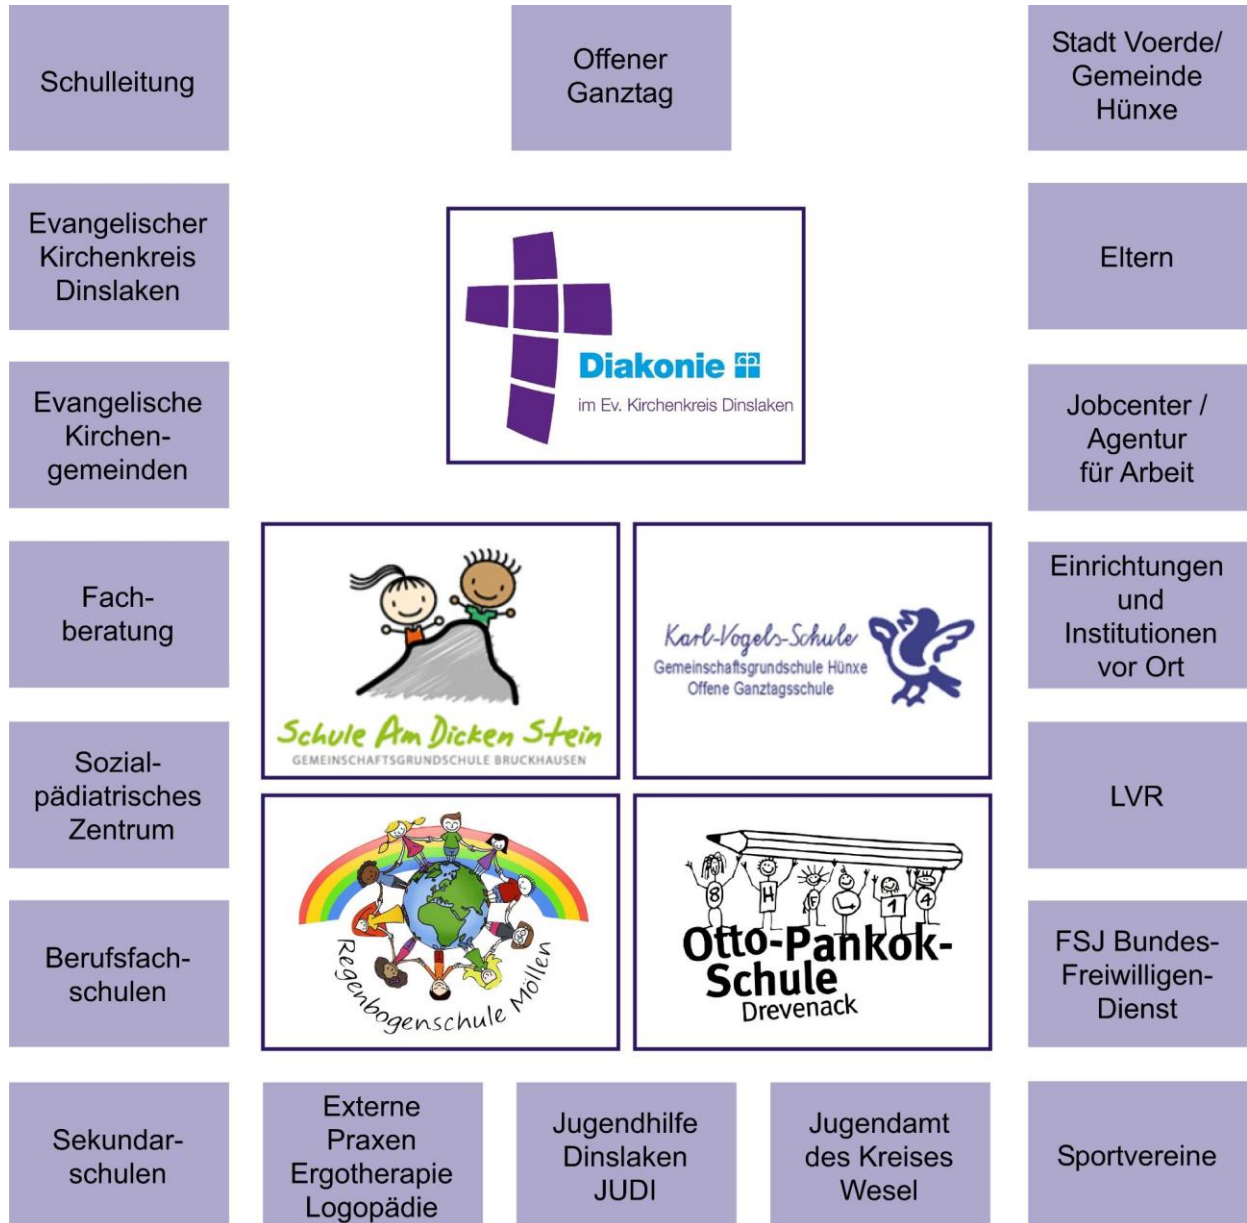 Schulleitung
Offener
Ganztag
Stadt Voerde/
Gemeinde
Hünxe
Evangelischer
Kirchenkreis
Dinslaken
Diakonie
im Ev. Kirchenkreis Dinslaken
Eltern
Evangelische
Kirchen-
gemeinden
Jobcenter /
Agentur
für Arbeit
Fach-
beratung
Schule Am Dicken Stein
GEMEINSCHAFTSGRUNDSCHULE BRUCKHAUSEN
Karl-Vogels-Schule
Gemeinschaftsgrundschule Hünxe
Offene Ganztagsschule
Einrichtungen
und
Institutionen
vor Ort
Sozial-
pädiatrisches
Zentrum
Regenbogenschule Möllen
8 H F L 1 4
Otto-Pankok-
Schule
Drevenack
LVR
Berufsfach-
schulen
FSJ Bundes-
Freiwilligen-
Dienst
Sekundar-
schulen
Externe
Praxen
Ergotherapie
Logopädie
Jugendhilfe
Dinslaken
JUDI
Jugendamt
des Kreises
Wesel
Sportvereine